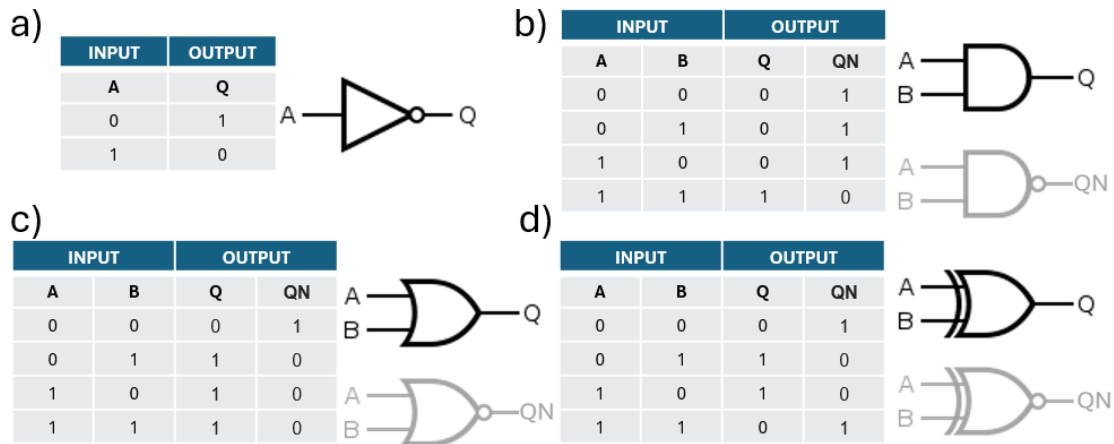 a)
INPUT OUTPUT
A Q
0 1
1 0
A Q
b)
INPUT OUTPUT
A B Q QN
0 0 0 1
0 1 0 1
1 0 0 1
1 1 1 0
A
B
Q
A
B
QN
c)
INPUT OUTPUT
A B Q QN
0 0 0 1
0 1 1 0
1 0 1 0
1 1 1 0
A
B
Q
A
B
QN
d)
INPUT OUTPUT
A B Q QN
0 0 0 1
0 1 1 0
1 0 1 0
1 1 0 1
A
B
Q
A
B
QN